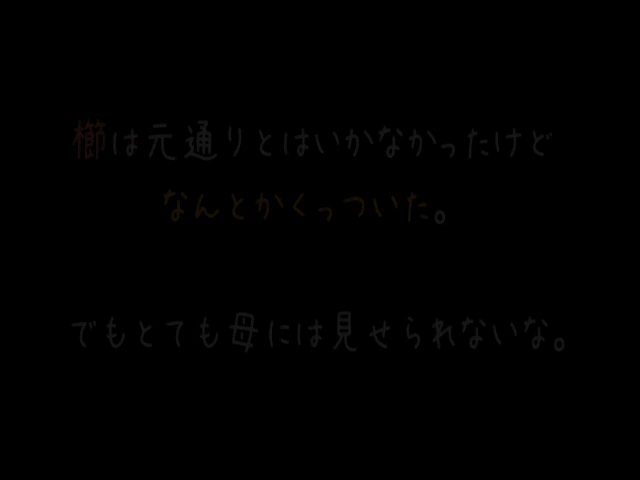 櫛は元通りとはいかなかったけど
なんとかくっついた。
でもとても母には見せられないな。